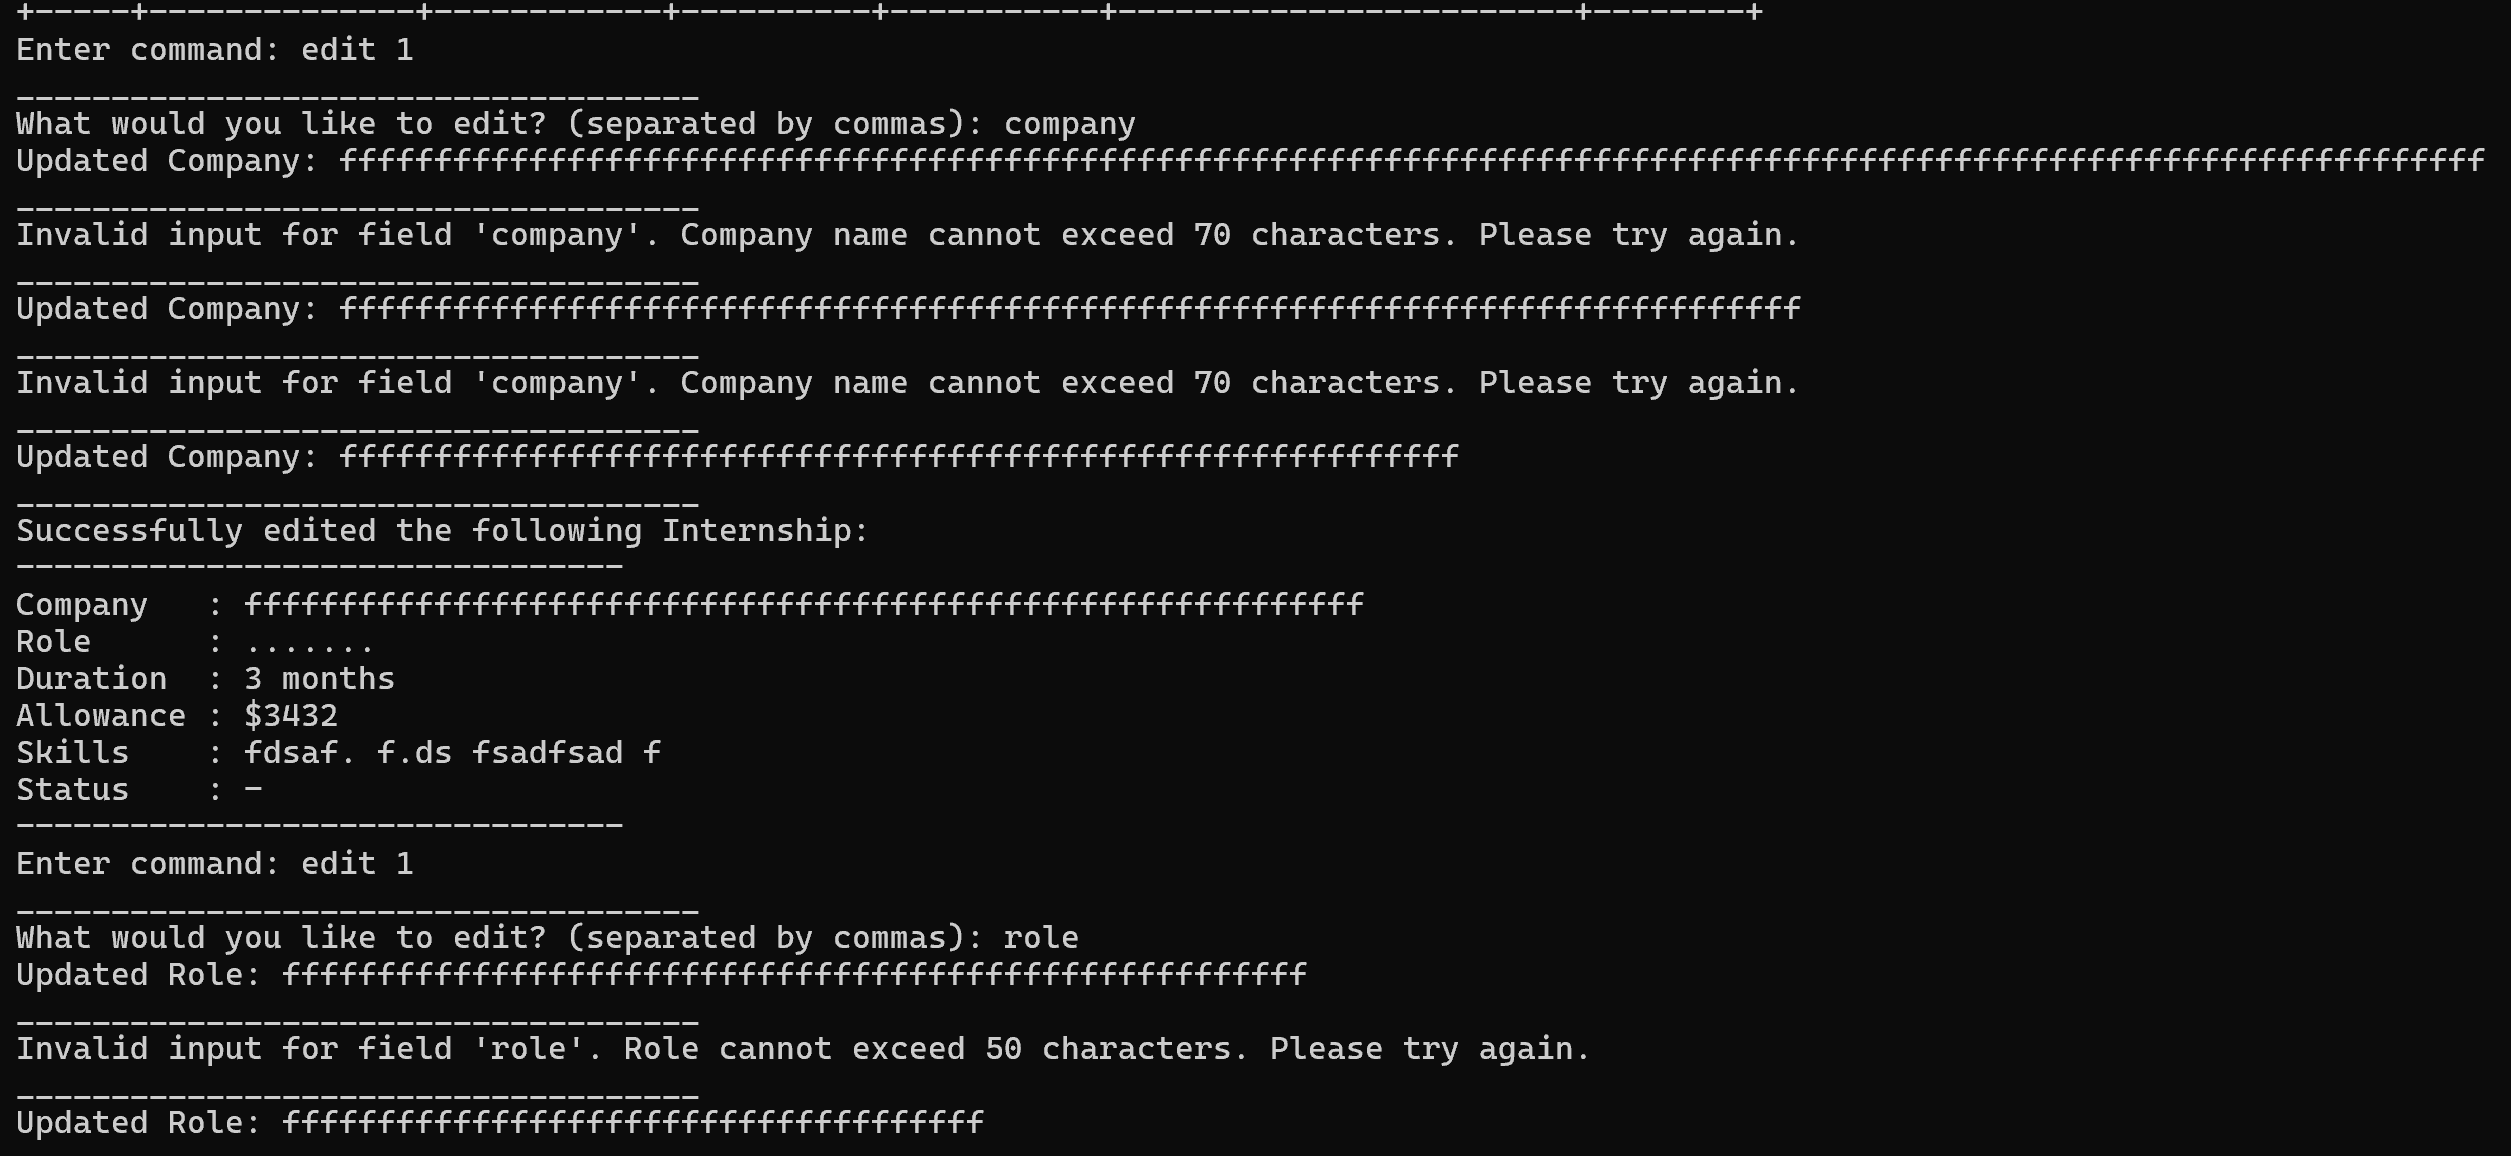 +-----+--------------+------------+----------+-----------+------------------------+--------+
Enter command: edit 1
____________________________________
What would you like to edit? (separated by commas): company
Updated Company: fffffffffffffffffffffffffffffffffffffffffffffffffffffffffffffffffffffffffffffffffffffffffffffffffffffffffffffffff
____________________________________
Invalid input for field 'company'. Company name cannot exceed 70 characters. Please try again.
____________________________________
Updated Company: fffffffffffffffffffffffffffffffffffffffffffffffffffffffffffffffffffffffffffff
____________________________________
Invalid input for field 'company'. Company name cannot exceed 70 characters. Please try again.
____________________________________
Updated Company: fffffffffffffffffffffffffffffffffffffffffffffffffffffffffff
____________________________________
Successfully edited the following Internship:
--------------------------------
Company   : fffffffffffffffffffffffffffffffffffffffffffffffffffffffffff
Role      : .......
Duration  : 3 months
Allowance : $3432
Skills    : fdsaf. f.ds fsadfsad f
Status    : -
--------------------------------
Enter command: edit 1
____________________________________
What would you like to edit? (separated by commas): role
Updated Role: ffffffffffffffffffffffffffffffffffffffffffffffffffffff
____________________________________
Invalid input for field 'role'. Role cannot exceed 50 characters. Please try again.
____________________________________
Updated Role: fffffffffffffffffffffffffffffffffffff